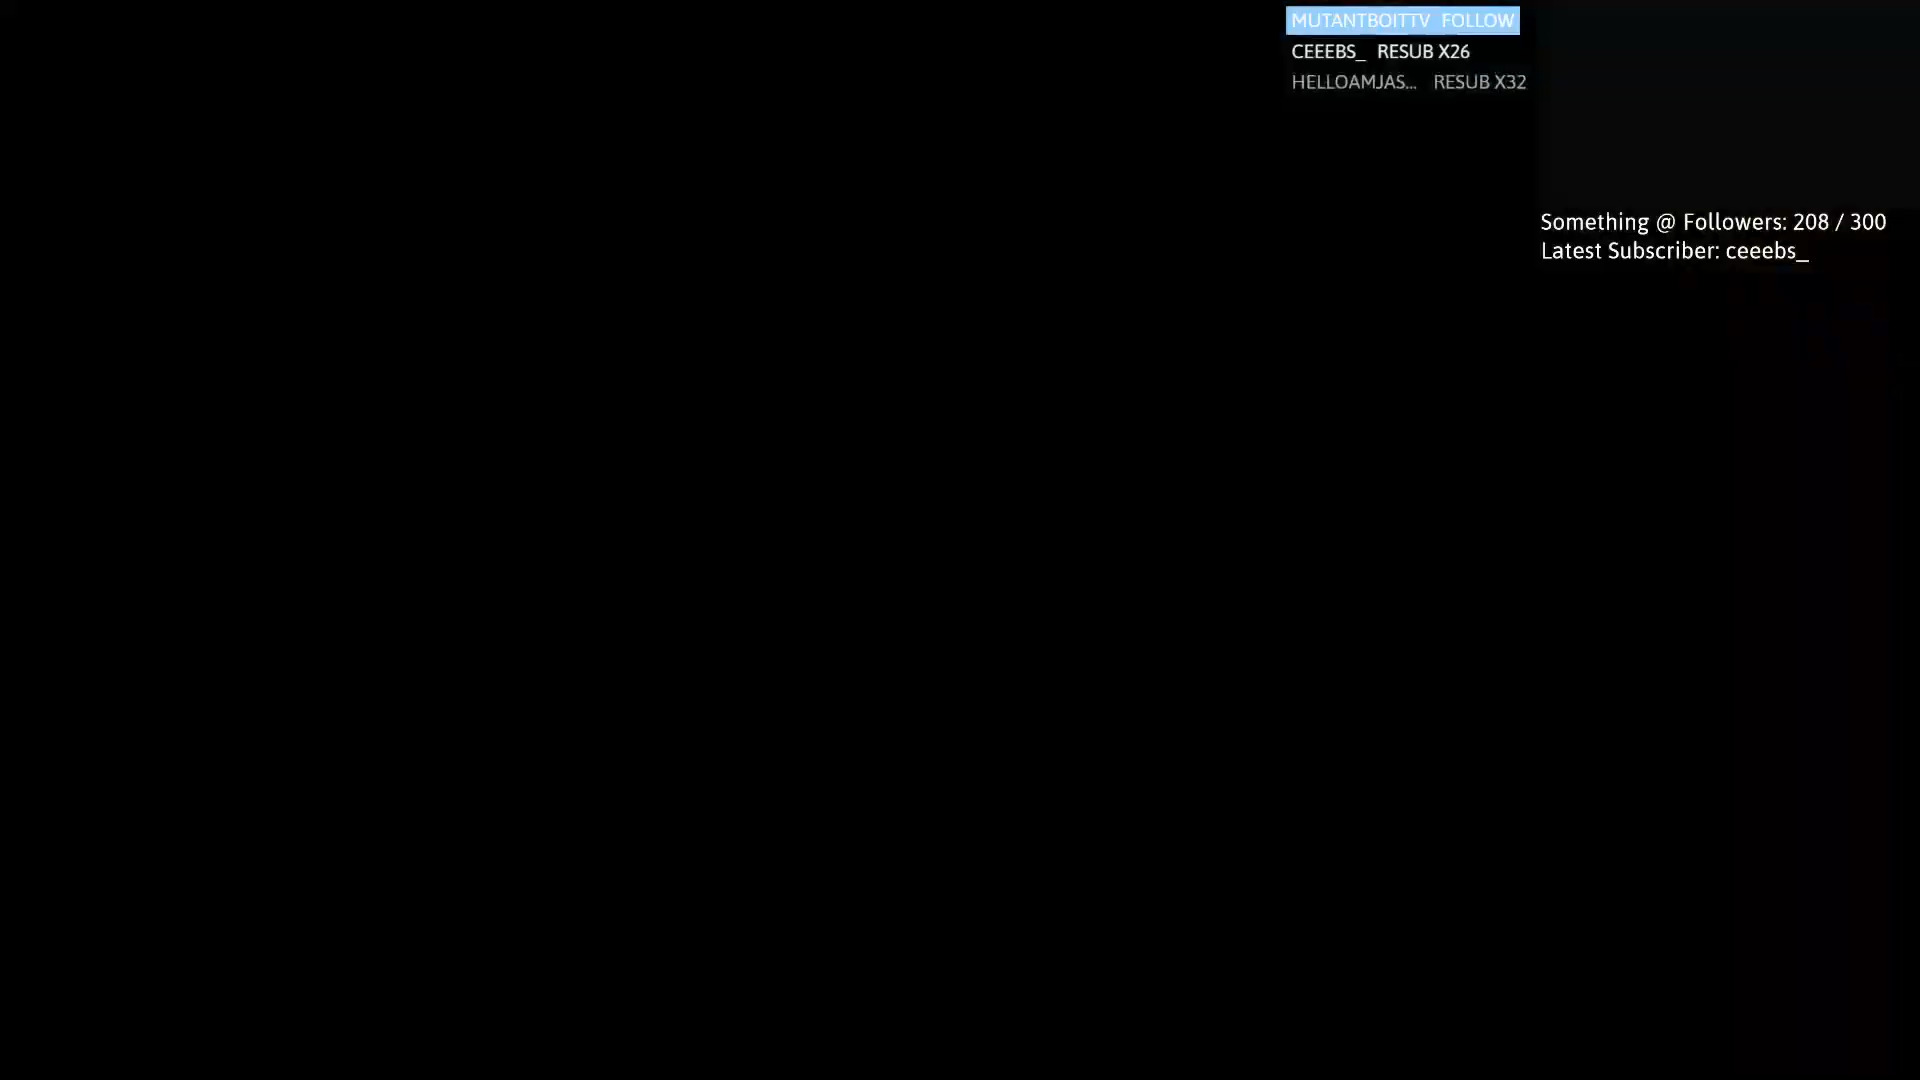 MUTANTBOITTV FOLLOW
CEEEBS_ RESUB X26
HELLOAMJAS... RESUB X32
Something @ Followers: 208 / 300
Latest Subscriber: ceeebs_